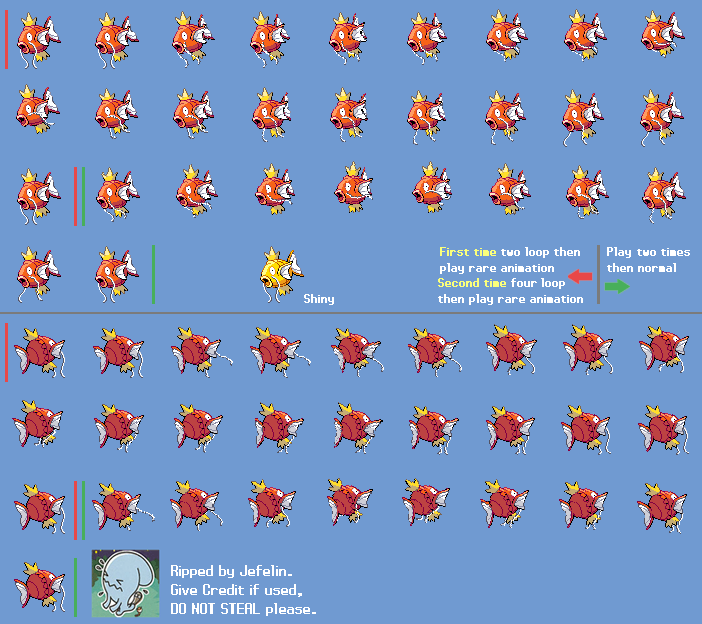 First time two loop then
play rare animation
Second time four loop
then play rare animation
Play two times
then normal
Shiny
Ripped by Jefelin.
Give Credit if used,
DO NOT STEAL please.